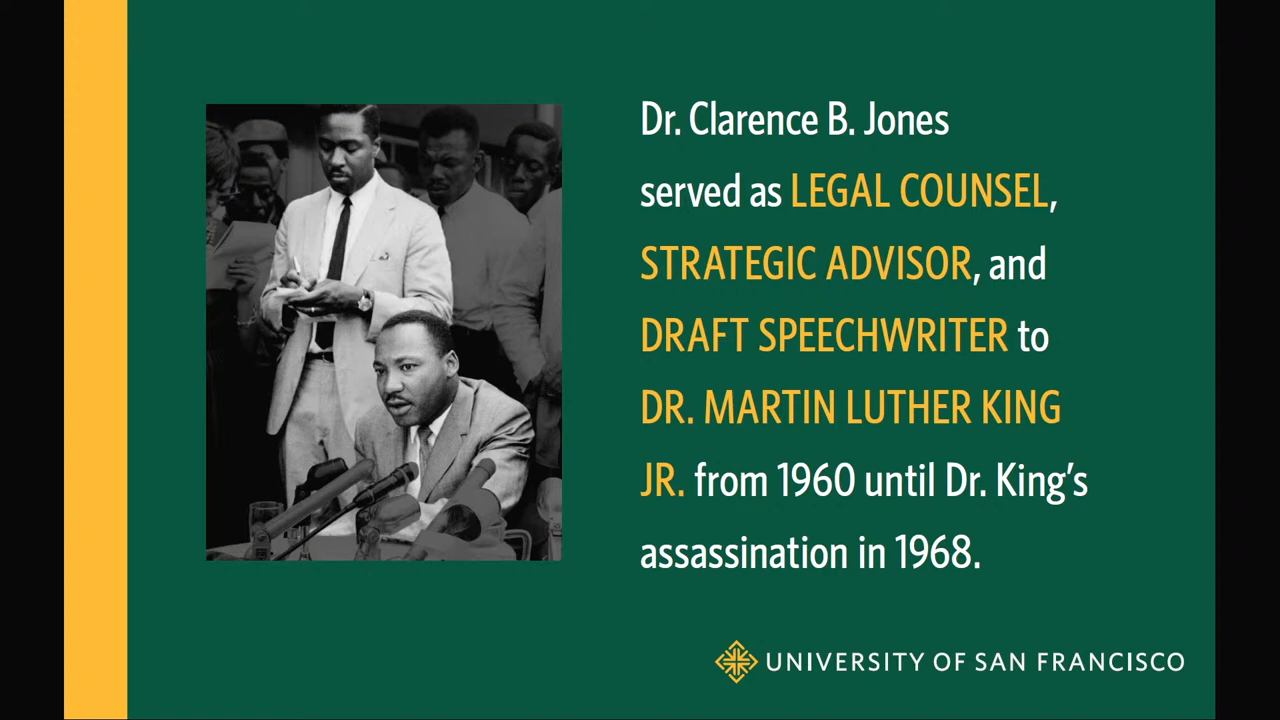 Dr. Clarence B. Jones
served as LEGAL COUNSEL,
STRATEGIC ADVISOR, and
DRAFT SPEECHWRITER to
DR. MARTIN LUTHER KING
JR. from 1960 until Dr. King’s
assassination in 1968.
UNIVERSITY OF SAN FRANCISCO